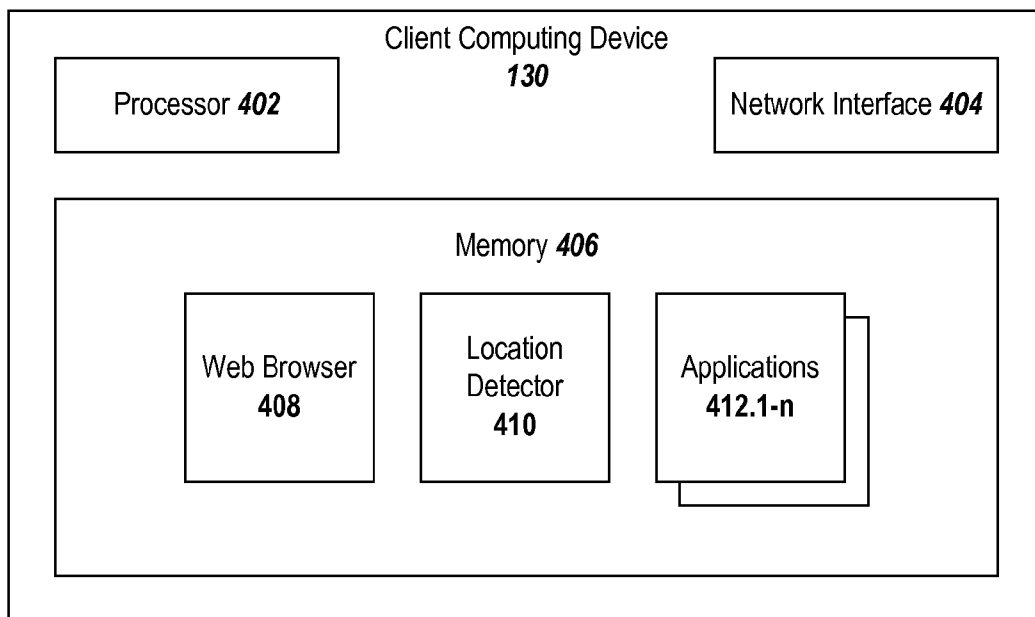 Client Computing Device
130
Processor 402
Network Interface 404
Memory 406
Web Browser
408
Location
Detector
410
Applications
412.1-n